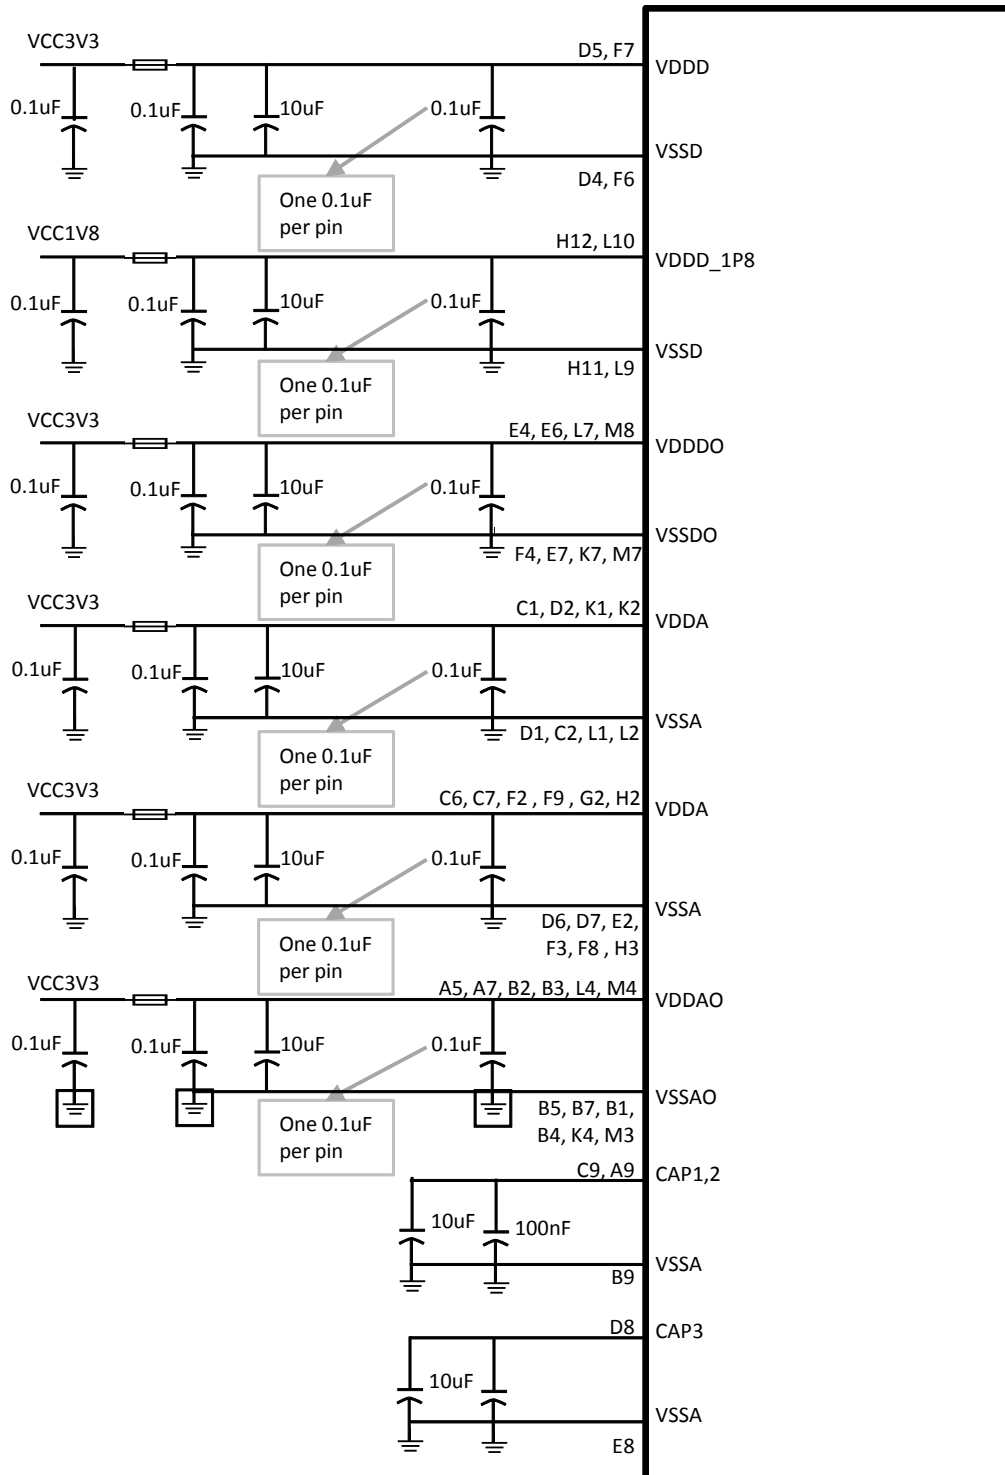 VCC3V3
D5, F7
VDDD
0.1uF
0.1uF
10uF
0.1uF
VSSD
D4, F6
One 0.1uF
per pin
VCC1V8
H12, L10
VDDD_1P8
0.1uF
0.1uF
10uF
0.1uF
VSSD
H11, L9
One 0.1uF
per pin
VCC3V3
E4, E6, L7, M8
VDDDO
0.1uF
0.1uF
10uF
0.1uF
VSSDO
F4, E7, K7, M7
One 0.1uF
per pin
VCC3V3
C1, D2, K1, K2
VDDA
0.1uF
0.1uF
10uF
0.1uF
VSSA
D1, C2, L1, L2
One 0.1uF
per pin
VCC3V3
C6, C7, F2 , F9 , G2, H2
VDDA
0.1uF
0.1uF
10uF
0.1uF
VSSA
D6, D7, E2,
F3, F8 , H3
One 0.1uF
per pin
VCC3V3
A5, A7, B2, B3, L4, M4
VDDAO
0.1uF
0.1uF
10uF
0.1uF
VSSAO
B5, B7, B1,
B4, K4, M3
One 0.1uF
per pin
C9, A9
CAP1,2
10uF
100nF
VSSA
B9
D8
CAP3
10uF
VSSA
E8